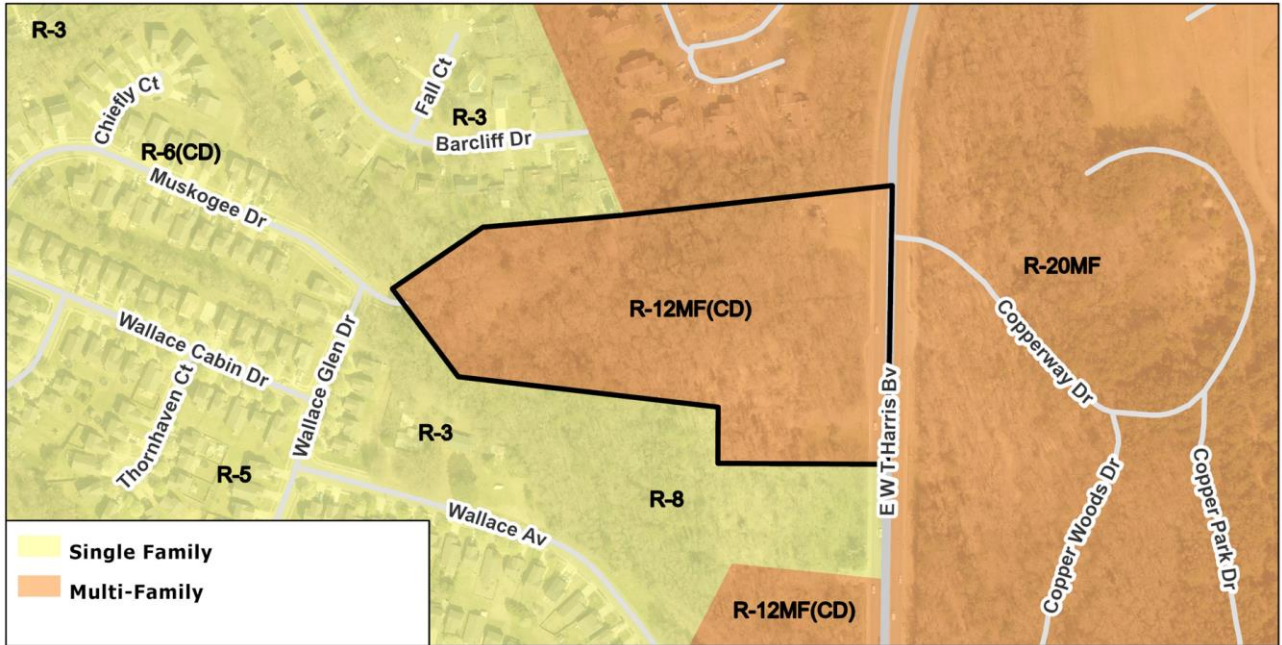 R-3
Chiefly Ct
Fall Ct
R-3
Barcliff Dr
R-6(CD)
Muskogee Dr
R-20MF
R-12MF(CD)
Copperway Dr
Wallace Cabin Dr
Wallace Glen Dr
E W T Harris Bv
Thornhaven Ct
R-3
R-5
R-8
Wallace Av
Copper Woods Dr
Copper Park Dr
R-12MF(CD)
Single Family
Multi-Family